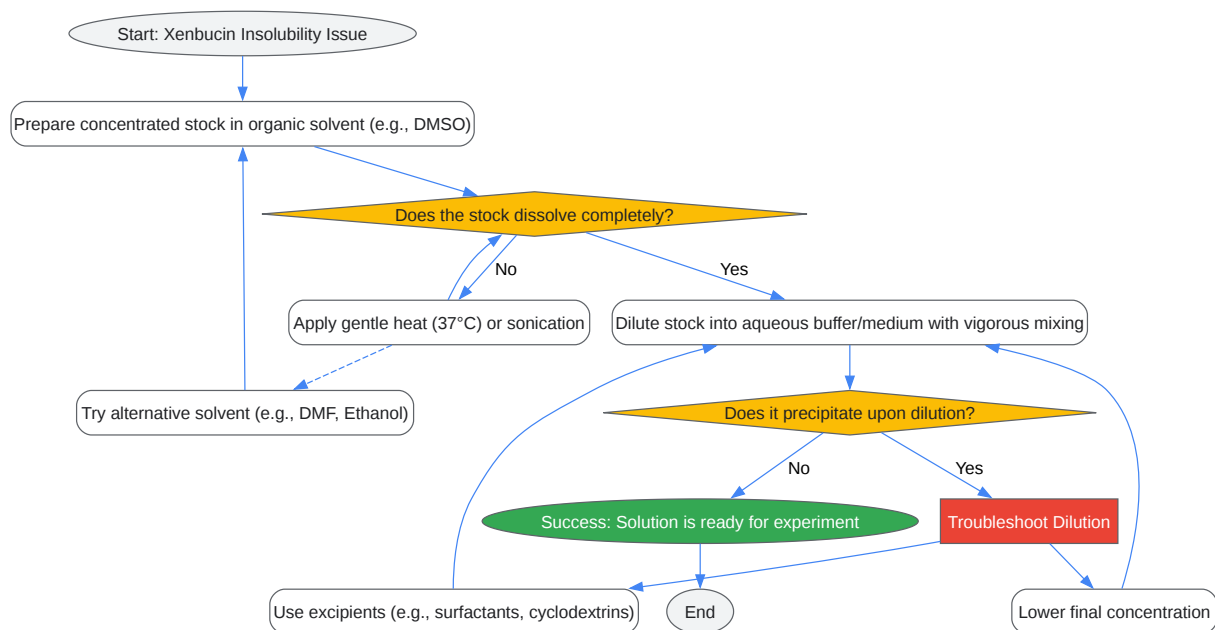 Start: Xenbucin Insolubility Issue
Prepare concentrated stock in organic solvent (e.g., DMSO)
Does the stock dissolve completely?
No
Yes
Apply gentle heat (37°C) or sonication
Dilute stock into aqueous buffer/medium with vigorous mixing
Try alternative solvent (e.g., DMF, Ethanol)
Does it precipitate upon dilution?
No
Yes
Success: Solution is ready for experiment
Troubleshoot Dilution
Use excipients (e.g., surfactants, cyclodextrins)
End
Lower final concentration